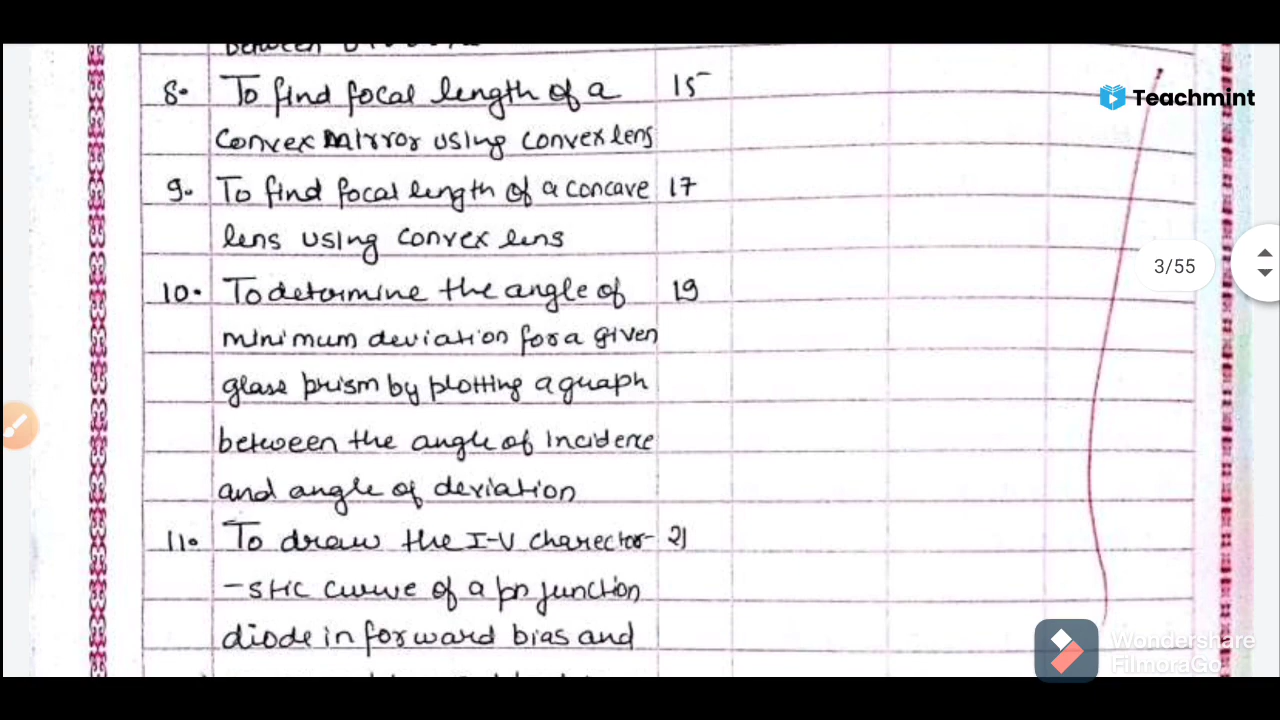 between
8. To find focal length of a 15
convex mirror using convex lens
9. To find focal length of a concave 17
lens using convex lens
10. To determine the angle of 19
minimum deviation for a given
glase prism by plotting a guaph
between the angle of incidence
and angle of deviation
11. To draw the I-V charector- 21
-stic curve of a pn junction
diode in forward bias and
Teachmint
3/55
Wondershare
FilmoraGo